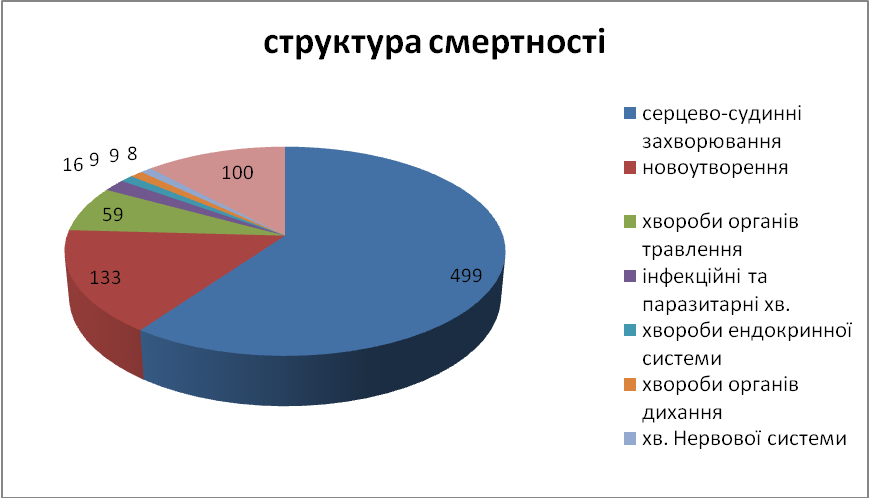 структура смертності
16 9 9 8
100
59
133
499
серцево-судинні
захворювання
новоутворення
хвороби органів
травлення
інфекційні та
паразитарні хв.
хвороби ендокринної
системи
хвороби органів
дихання
хв. Нервової системи